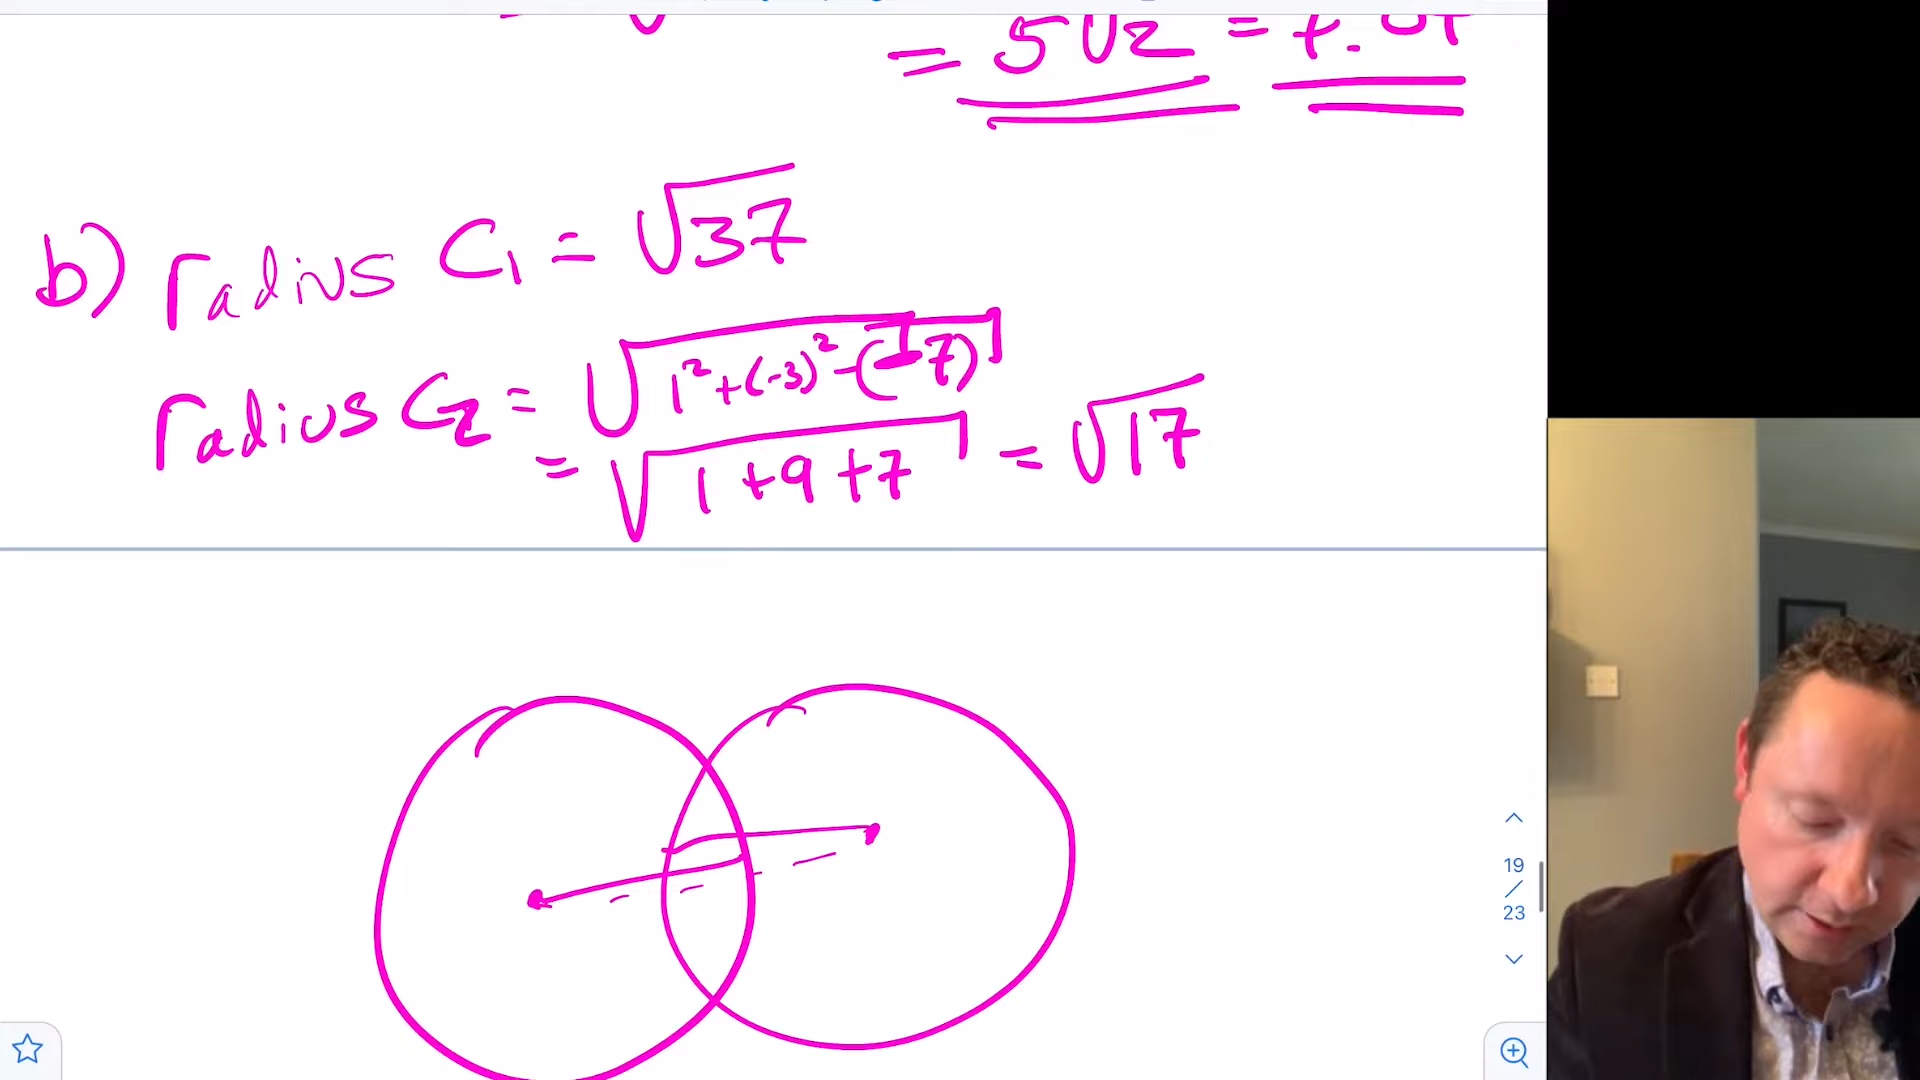 = 5√2 = 7.07
b) radius C₁ = √37
radius C₂ = √1² + (-3)² - (-7)
= √1 + 9 + 7 = √17
19
/
23